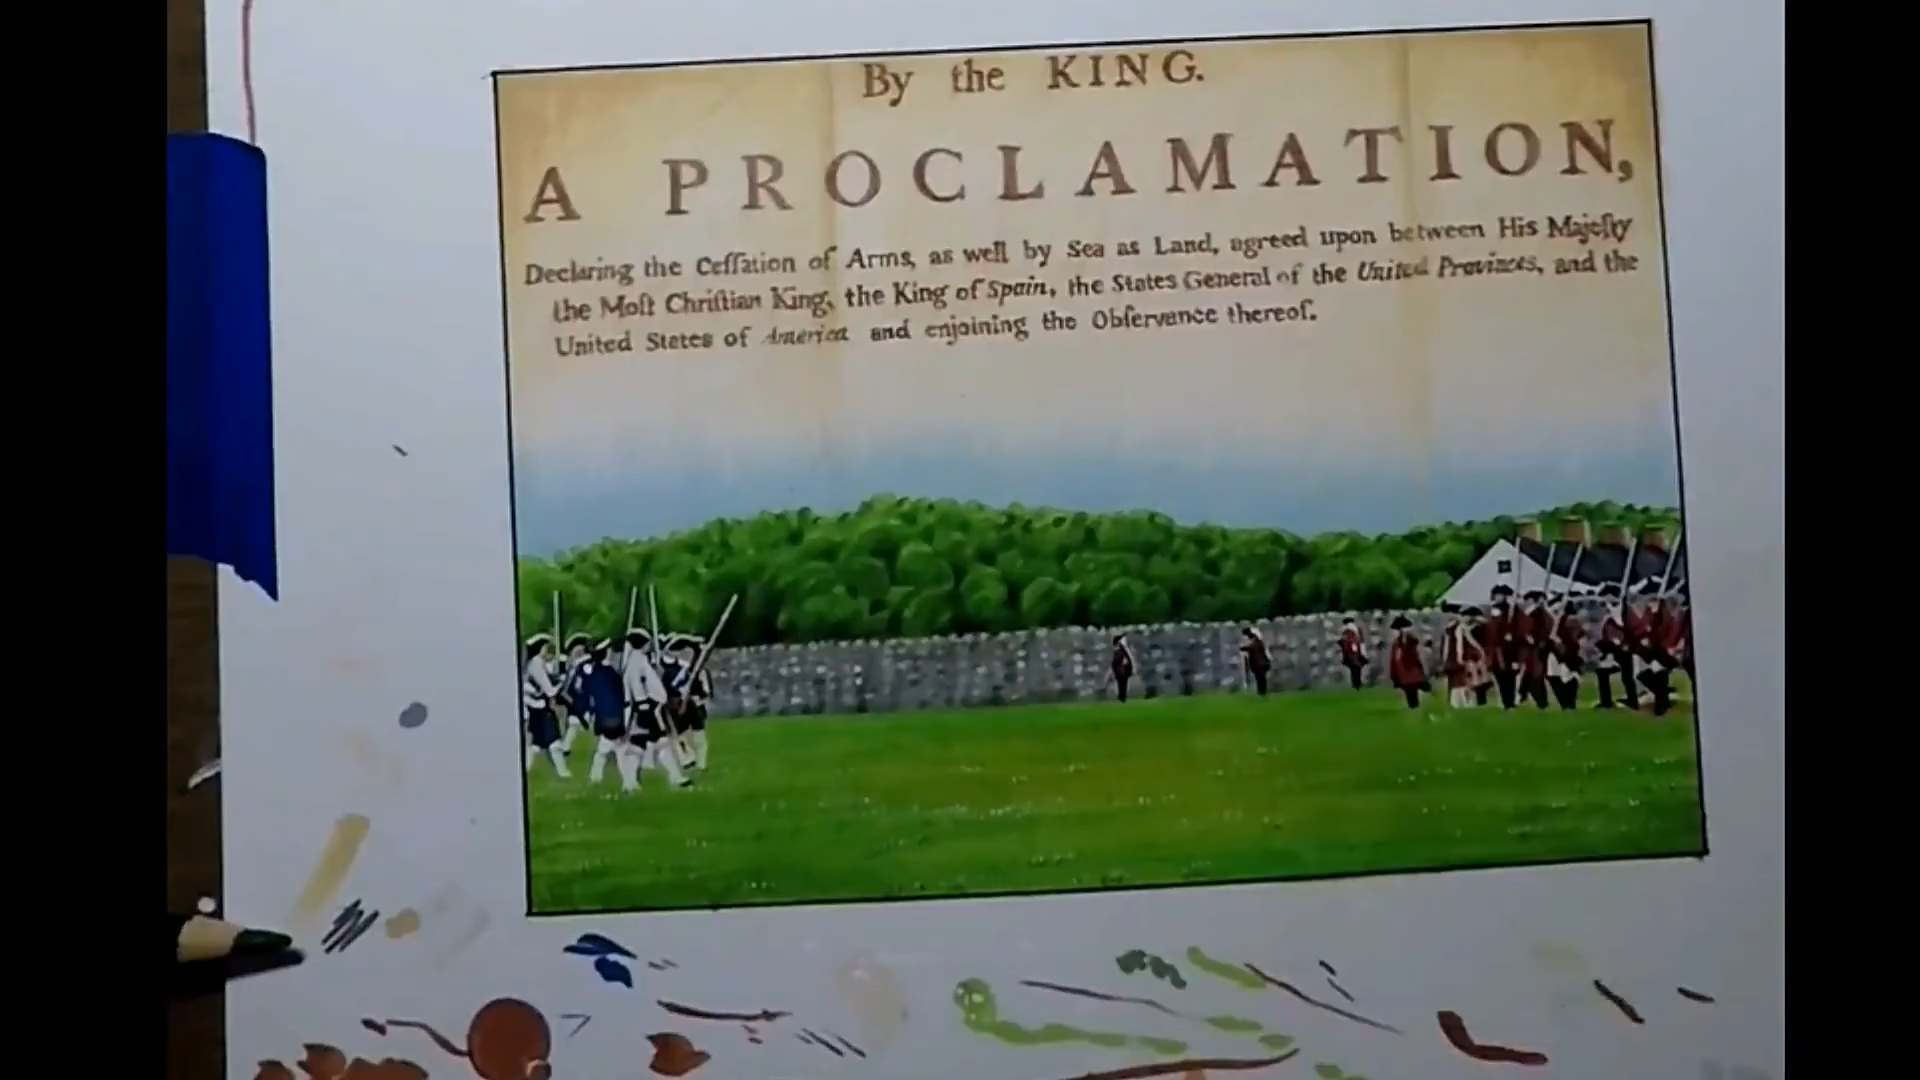 By the KING.
A PROCLAMATION,
Declaring the Ceſſation of Arms, as well by Sea as Land, agreed upon between His Majeſty
the Moſt Chriſtian King, the King of Spain, the States General of the United Provinces, and the
United States of America and enjoining the Obſervance thereof.